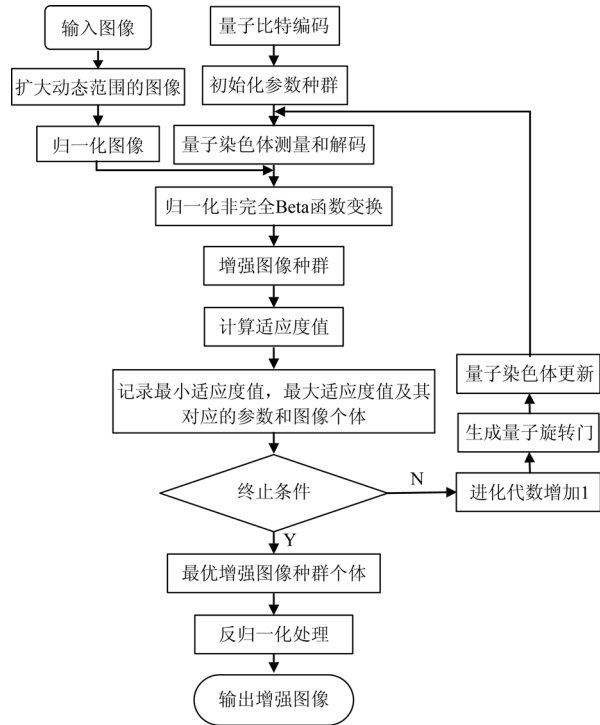 输入图像
量子比特编码
扩大动态范围的图像
初始化参数种群
归一化图像
量子染色体测量和解码
归一化非完全Beta函数变换
增强图像种群
计算适应度值
记录最小适应度值，最大适应度值及其
对应的参数和图像个体
量子染色体更新
生成量子旋转门
终止条件
N
进化代数增加1
Y
最优增强图像种群个体
反归一化处理
输出增强图像